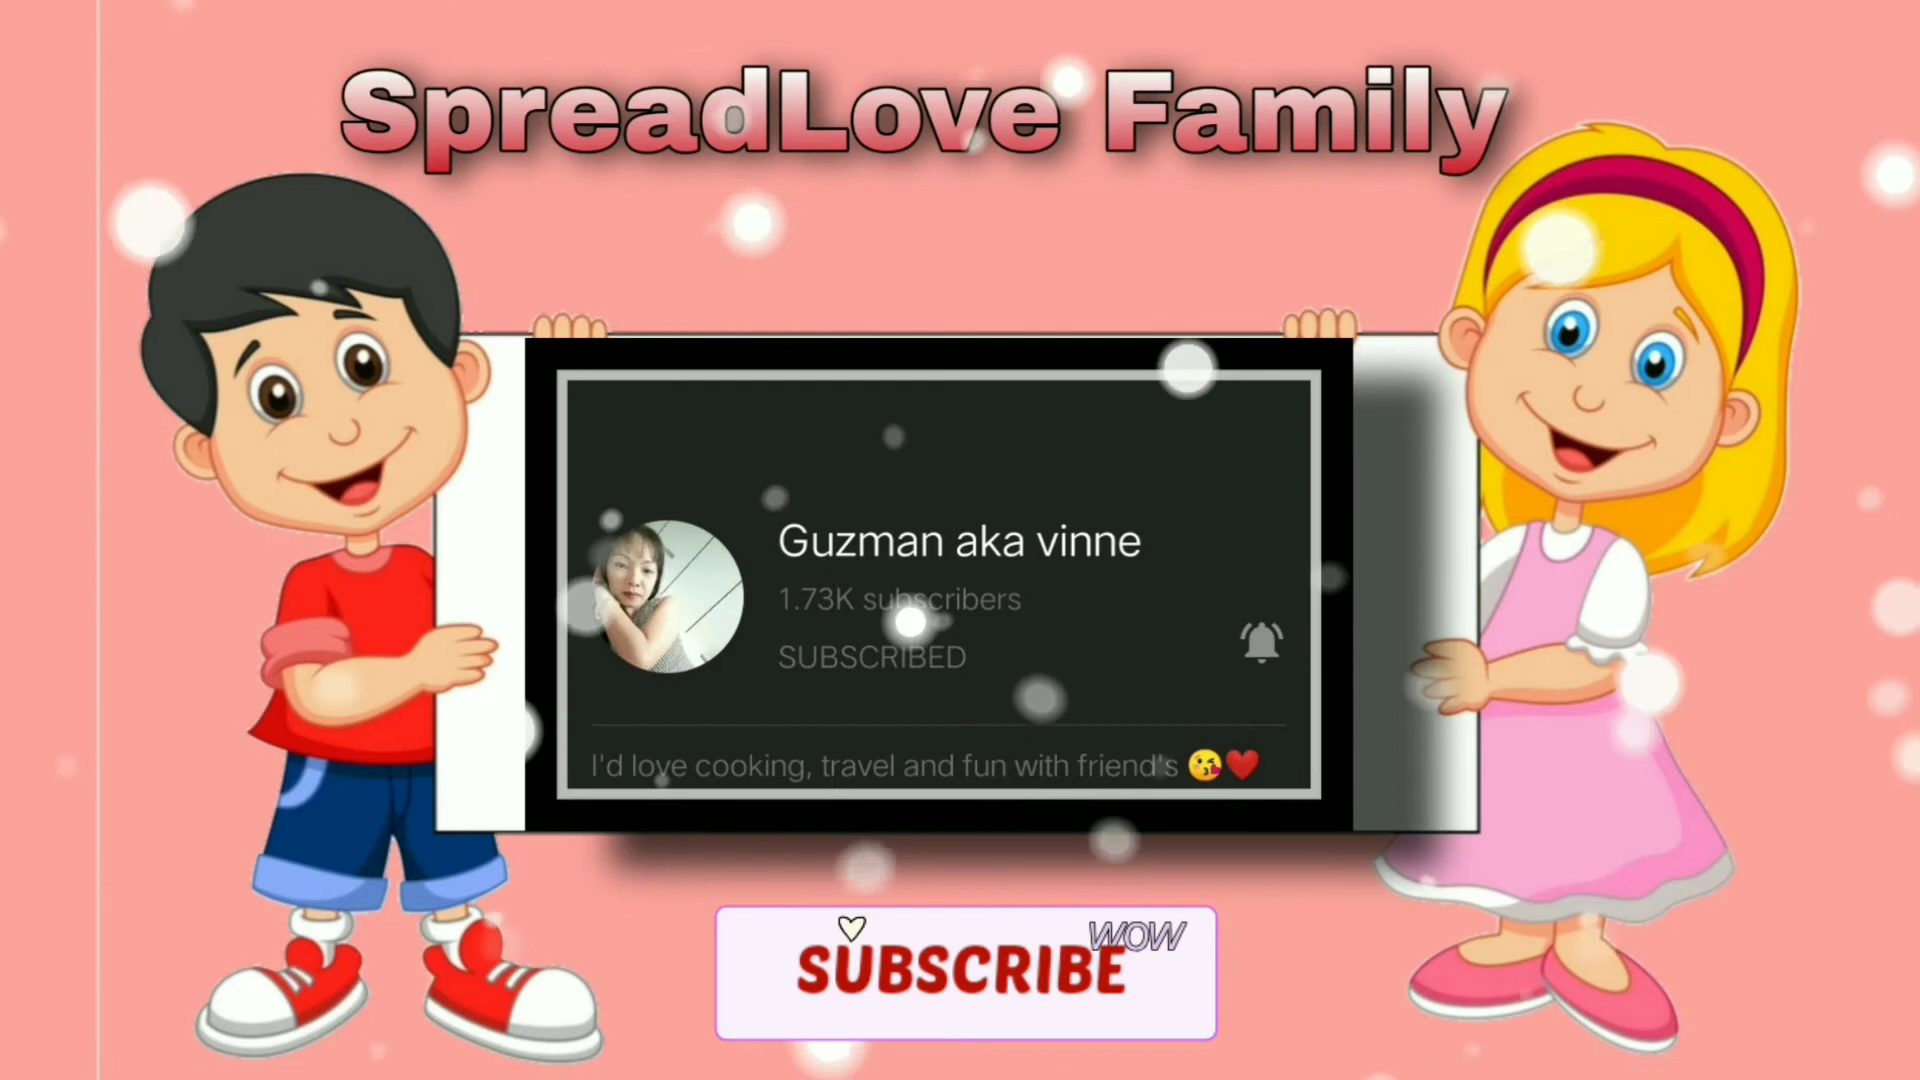 SpreadLove Family
Guzman aka vinne
1.73K subscribers
SUBSCRIBED
I'd love cooking, travel and fun with friend's 😘❤️
WOW
SUBSCRIBE